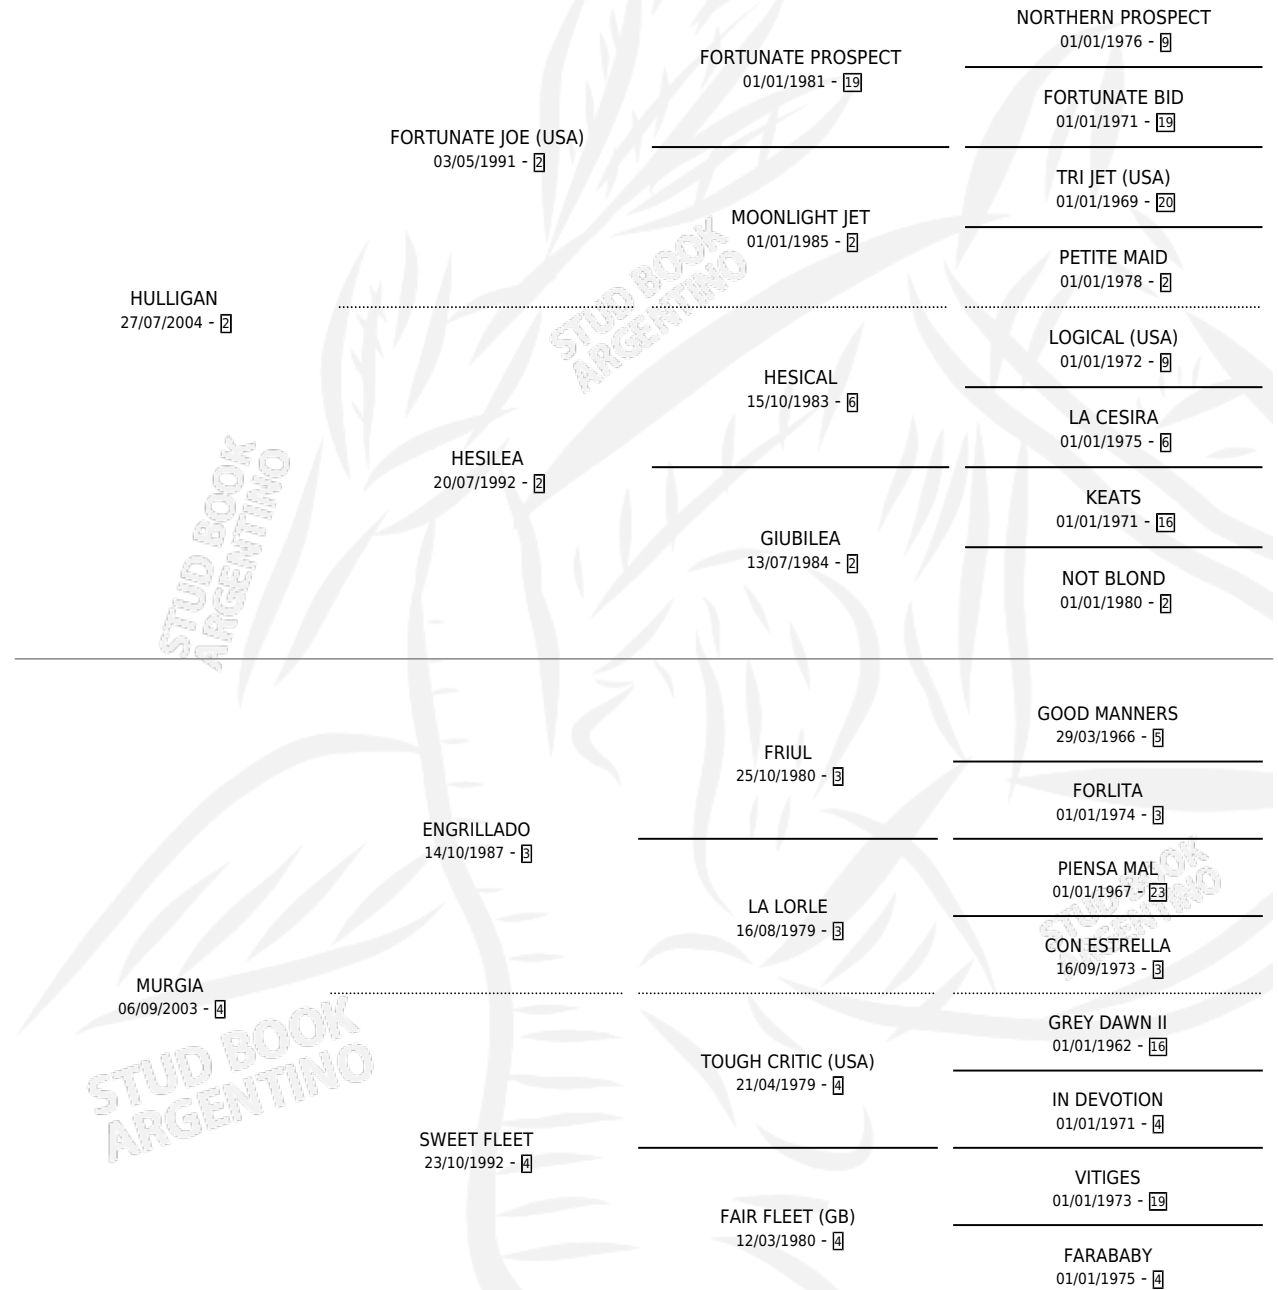 NORTHERN PROSPECT
01/01/1976 - 9
FORTUNATE PROSPECT
01/01/1981 - 19
FORTUNATE BID
01/01/1971 - 19
FORTUNATE JOE (USA)
03/05/1991 - 2
TRI JET (USA)
01/01/1969 - 20
MOONLIGHT JET
01/01/1985 - 2
PETITE MAID
01/01/1978 - 2
HULLIGAN
27/07/2004 - 2
STUD BOOK
ARGENTINO
LOGICAL (USA)
01/01/1972 - 9
HESICAL
15/10/1983 - 6
LA CESIRA
01/01/1975 - 6
HESILEA
20/07/1992 - 2
KEATS
01/01/1971 - 16
GIUBILEA
13/07/1984 - 2
NOT BLOND
01/01/1980 - 2
STUD BOOK
ARGENTINO
GOOD MANNERS
29/03/1966 - 5
FRIUL
25/10/1980 - 3
FORLITA
01/01/1974 - 3
ENGRILLADO
14/10/1987 - 3
PIENSA MAL
01/01/1967 - 23
LA LORLE
16/08/1979 - 3
CON ESTRELLA
16/09/1973 - 3
STUD BOOK
ARGENTINO
MURGIA
06/09/2003 - 4
GREY DAWN II
01/01/1962 - 16
TOUGH CRITIC (USA)
21/04/1979 - 4
IN DEVOTION
01/01/1971 - 4
STUD BOOK
ARGENTINO
SWEET FLEET
23/10/1992 - 4
VITIGES
01/01/1973 - 19
FAIR FLEET (GB)
12/03/1980 - 4
FARABABY
01/01/1975 - 4